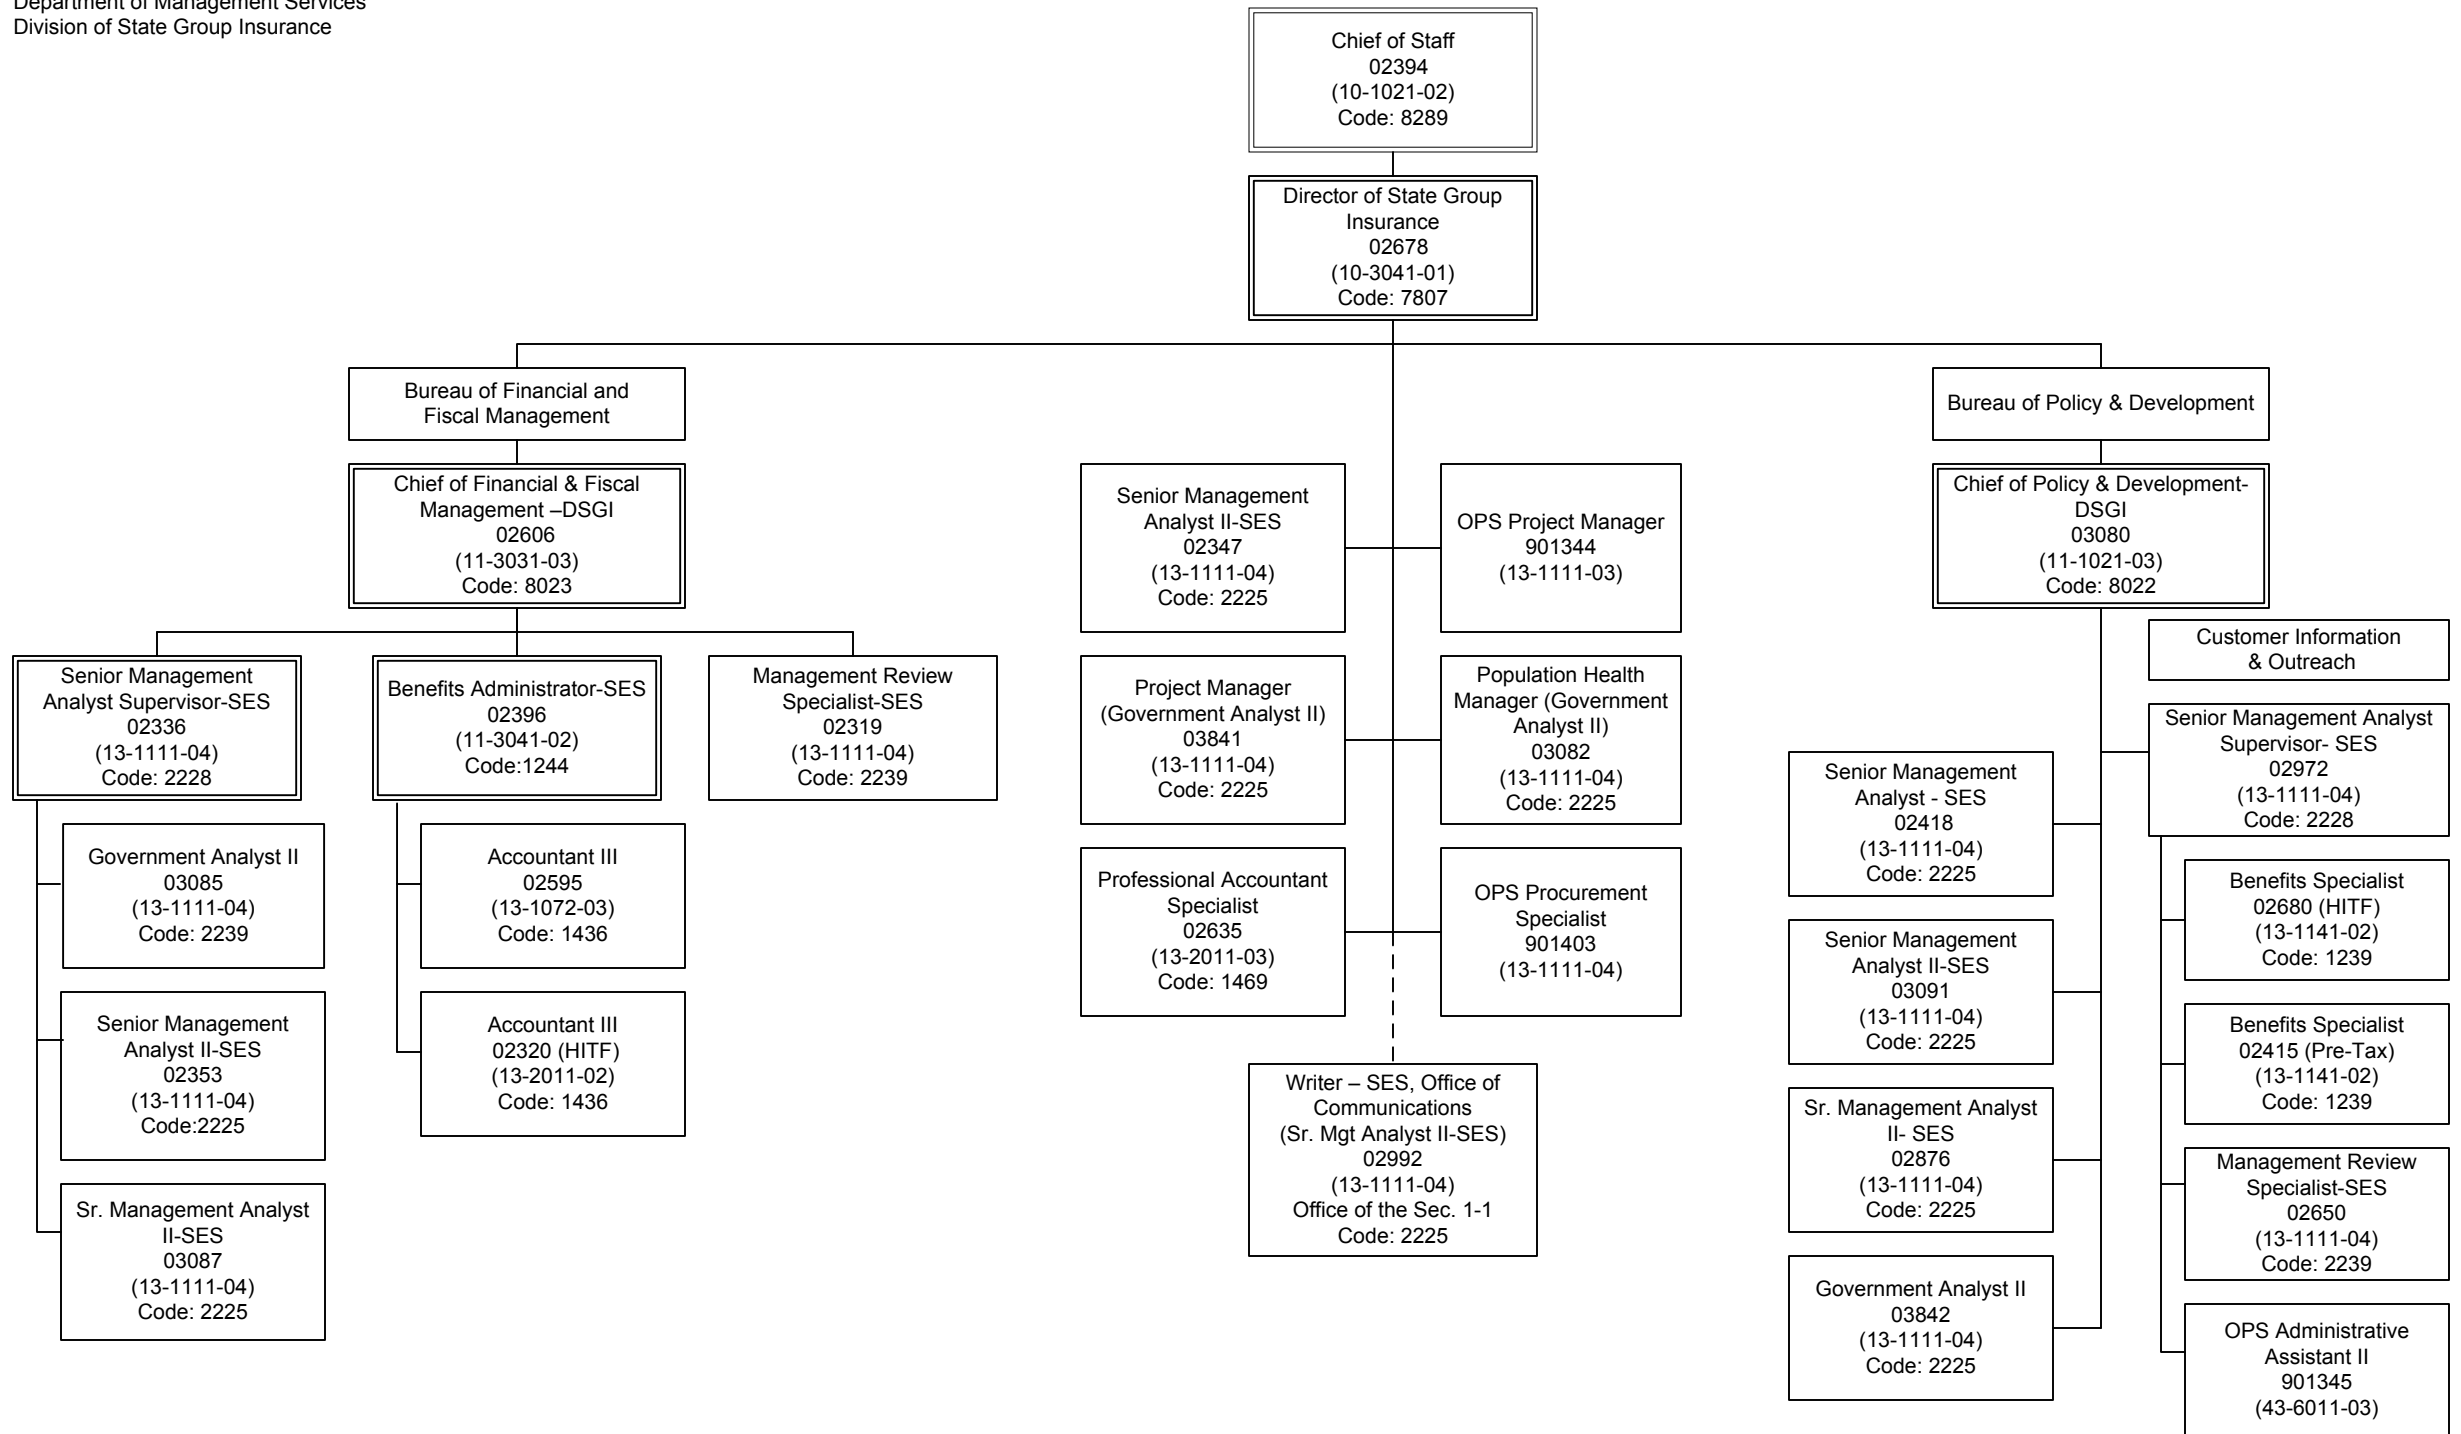 Department of Management Services
Division of State Group Insurance
Chief of Staff
02394
(10-1021-02)
Code: 8289
Director of State Group
Insurance
02678
(10-3041-01)
Code: 7807
Bureau of Financial and
Fiscal Management
Chief of Financial & Fiscal
Management –DSGI
02606
(11-3031-03)
Code: 8023
Senior Management
Analyst Supervisor-SES
02336
(13-1111-04)
Code: 2228
Government Analyst II
03085
(13-1111-04)
Code: 2239
Senior Management
Analyst II-SES
02353
(13-1111-04)
Code:2225
Sr. Management Analyst
II-SES
03087
(13-1111-04)
Code: 2225
Benefits Administrator-SES
02396
(11-3041-02)
Code:1244
Accountant III
02595
(13-1072-03)
Code: 1436
Accountant III
02320 (HITF)
(13-2011-02)
Code: 1436
Management Review
Specialist-SES
02319
(13-1111-04)
Code: 2239
Senior Management
Analyst II-SES
02347
(13-1111-04)
Code: 2225
OPS Project Manager
901344
(13-1111-03)
Project Manager
(Government Analyst II)
03841
(13-1111-04)
Code: 2225
Population Health
Manager (Government
Analyst II)
03082
(13-1111-04)
Code: 2225
Professional Accountant
Specialist
02635
(13-2011-03)
Code: 1469
OPS Procurement
Specialist
901403
(13-1111-04)
Writer – SES, Office of
Communications
(Sr. Mgt Analyst II-SES)
02992
(13-1111-04)
Office of the Sec. 1-1
Code: 2225
Bureau of Policy & Development
Chief of Policy & Development-
DSGI
03080
(11-1021-03)
Code: 8022
Senior Management
Analyst - SES
02418
(13-1111-04)
Code: 2225
Senior Management
Analyst II-SES
03091
(13-1111-04)
Code: 2225
Sr. Management Analyst
II- SES
02876
(13-1111-04)
Code: 2225
Government Analyst II
03842
(13-1111-04)
Code: 2225
Customer Information
& Outreach
Senior Management Analyst
Supervisor- SES
02972
(13-1111-04)
Code: 2228
Benefits Specialist
02680 (HITF)
(13-1141-02)
Code: 1239
Benefits Specialist
02415 (Pre-Tax)
(13-1141-02)
Code: 1239
Management Review
Specialist-SES
02650
(13-1111-04)
Code: 2239
OPS Administrative
Assistant II
901345
(43-6011-03)